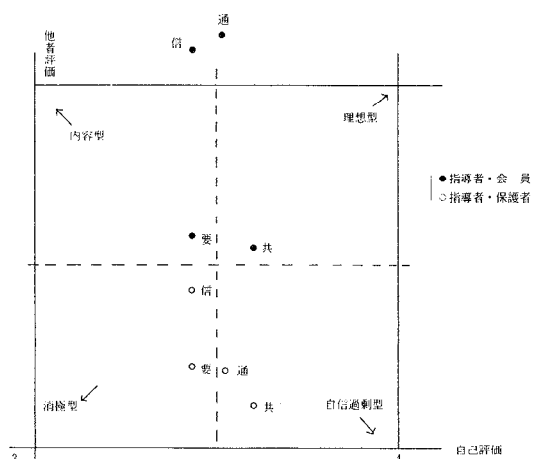 通
信
他者評価
内容型
理想型
●指導者・会　員
○指導者・保護者
要
共
信
要
通
共
消極型
自信過剰型
自己評価
2
4